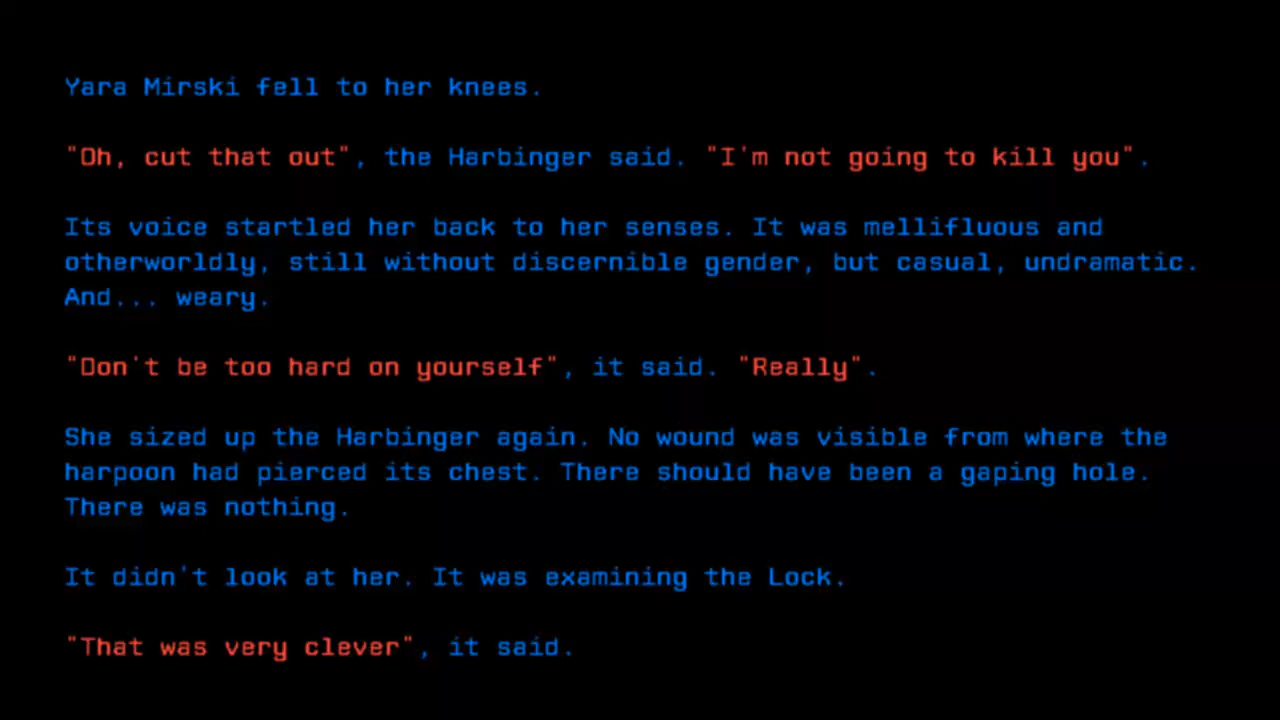 Yara Mirski fell to her knees.
"Oh, cut that out", the Harbinger said. "I'm not going to kill you".
Its voice startled her back to her senses. It was mellifluous and
otherworldly, still without discernible gender, but casual, undramatic.
And... weary.
"Don't be too hard on yourself", it said. "Really".
She sized up the Harbinger again. No wound was visible from where the
harpoon had pierced its chest. There should have been a gaping hole.
There was nothing.
It didn't look at her. It was examining the Lock.
"That was very clever", it said.